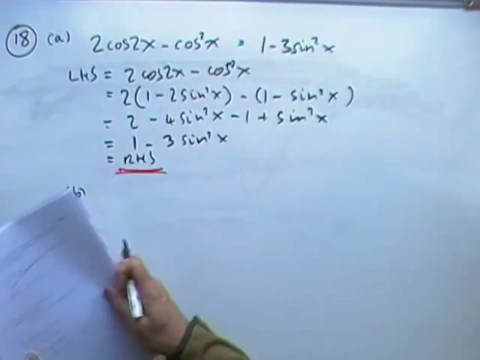 18 (a) 2cos2x - cos²x = 1 - 3sin²x
LHS = 2cos2x - cos²x
= 2(1 - 2sin²x) - (1 - sin²x)
= 2 - 4sin²x - 1 + sin²x
= 1 - 3sin²x
= RHS
(b)